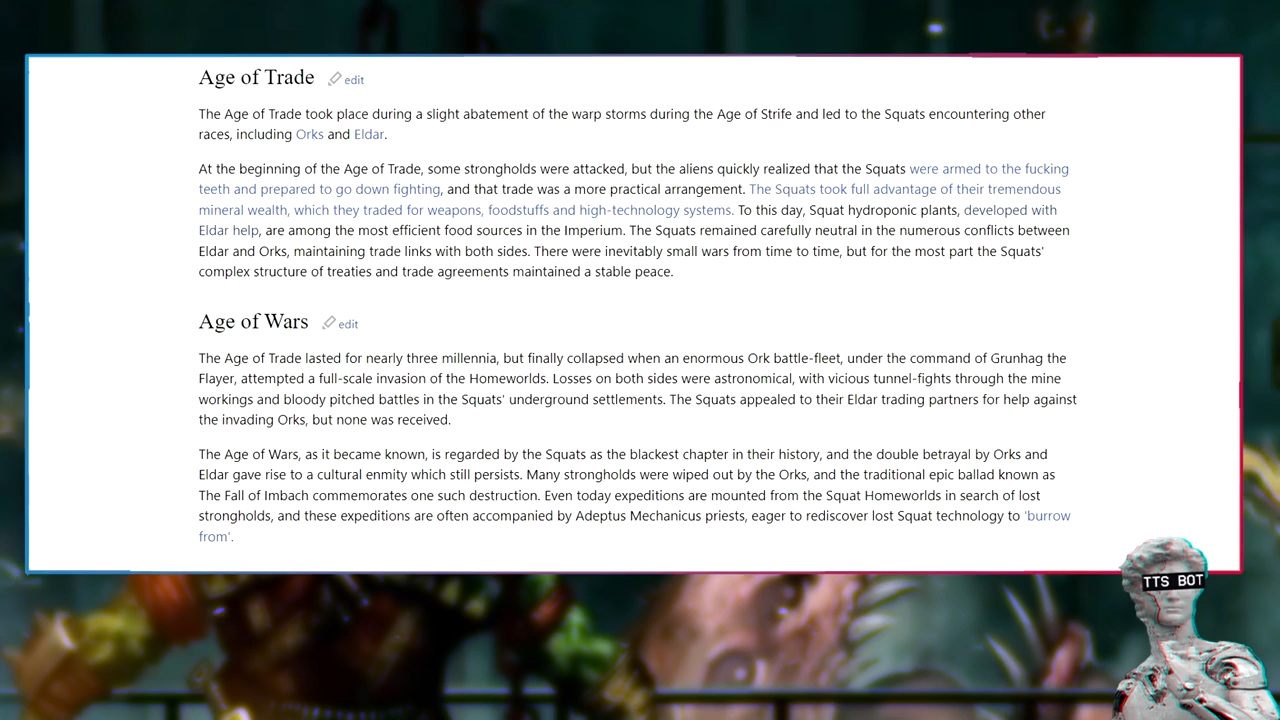 Age of Trade edit
The Age of Trade took place during a slight abatement of the warp storms during the Age of Strife and led to the Squats encountering other
races, including Orks and Eldar.
At the beginning of the Age of Trade, some strongholds were attacked, but the aliens quickly realized that the Squats were armed to the fucking
teeth and prepared to go down fighting, and that trade was a more practical arrangement. The Squats took full advantage of their tremendous
mineral wealth, which they traded for weapons, foodstuffs and high-technology systems. To this day, Squat hydroponic plants, developed with
Eldar help, are among the most efficient food sources in the Imperium. The Squats remained carefully neutral in the numerous conflicts between
Eldar and Orks, maintaining trade links with both sides. There were inevitably small wars from time to time, but for the most part the Squats'
complex structure of treaties and trade agreements maintained a stable peace.
Age of Wars edit
The Age of Trade lasted for nearly three millennia, but finally collapsed when an enormous Ork battle-fleet, under the command of Grunhag the
Flayer, attempted a full-scale invasion of the Homeworlds. Losses on both sides were astronomical, with vicious tunnel-fights through the mine
workings and bloody pitched battles in the Squats' underground settlements. The Squats appealed to their Eldar trading partners for help against
the invading Orks, but none was received.
The Age of Wars, as it became known, is regarded by the Squats as the blackest chapter in their history, and the double betrayal by Orks and
Eldar gave rise to a cultural enmity which still persists. Many strongholds were wiped out by the Orks, and the traditional epic ballad known as
The Fall of Imbach commemorates one such destruction. Even today expeditions are mounted from the Squat Homeworlds in search of lost
strongholds, and these expeditions are often accompanied by Adeptus Mechanicus priests, eager to rediscover lost Squat technology to 'burrow
from'.
TTS BOT